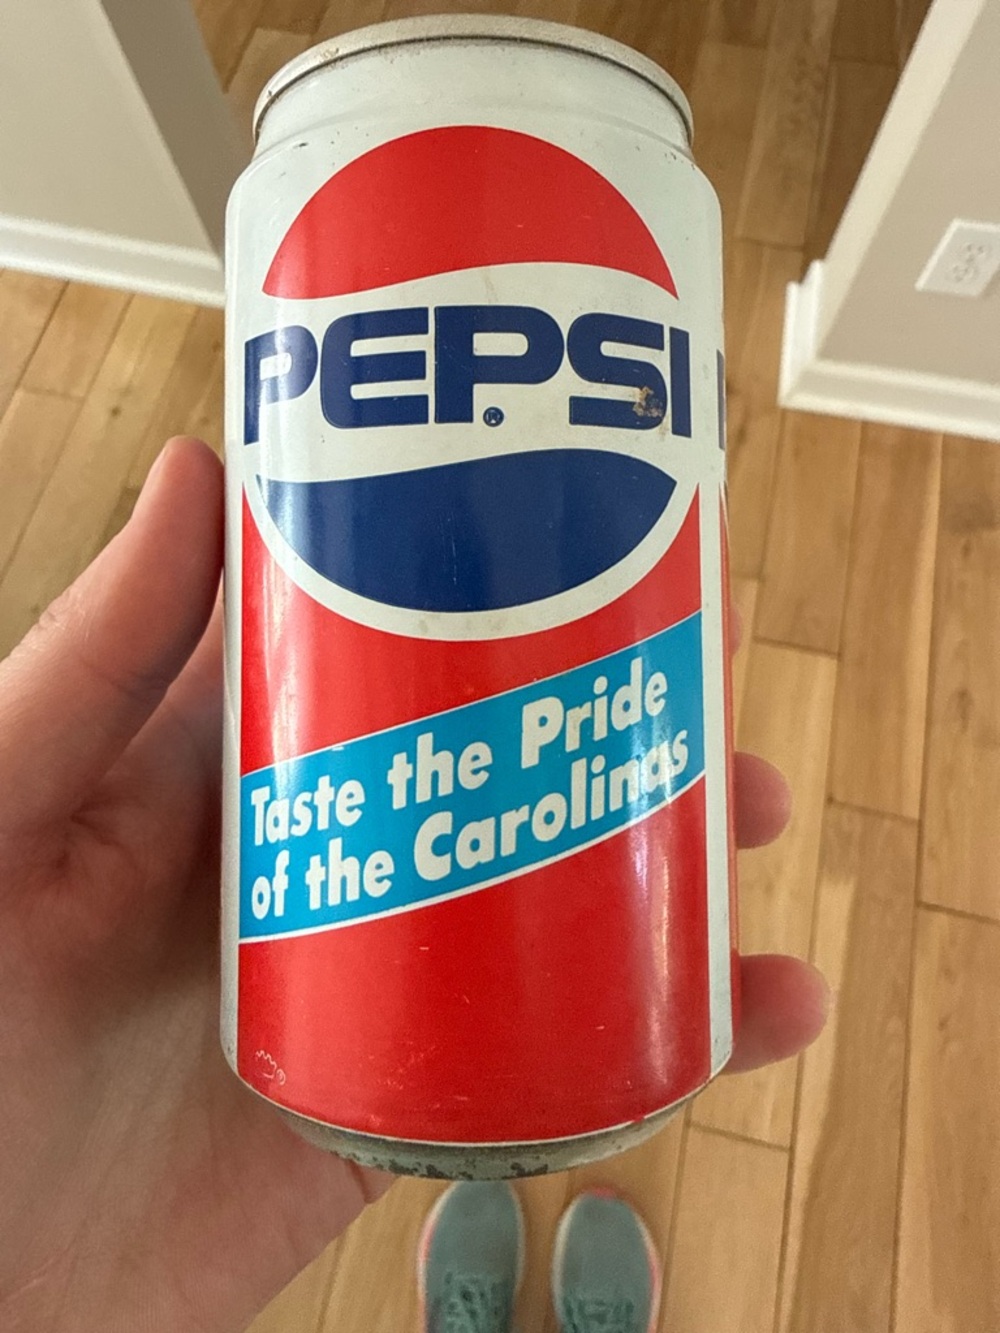 PEPSI
®
Taste the Pride
of the Carolinas